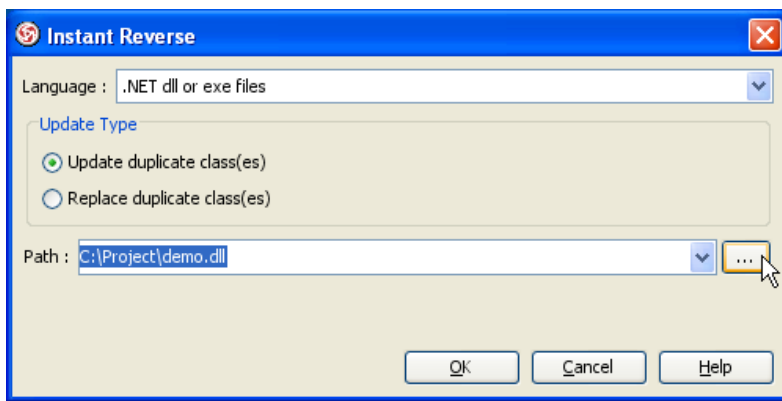 Instant Reverse
Language : .NET dll or exe files
Update Type
Update duplicate class(es)
Replace duplicate class(es)
Path : C:\Project\demo.dll ...
OK Cancel Help